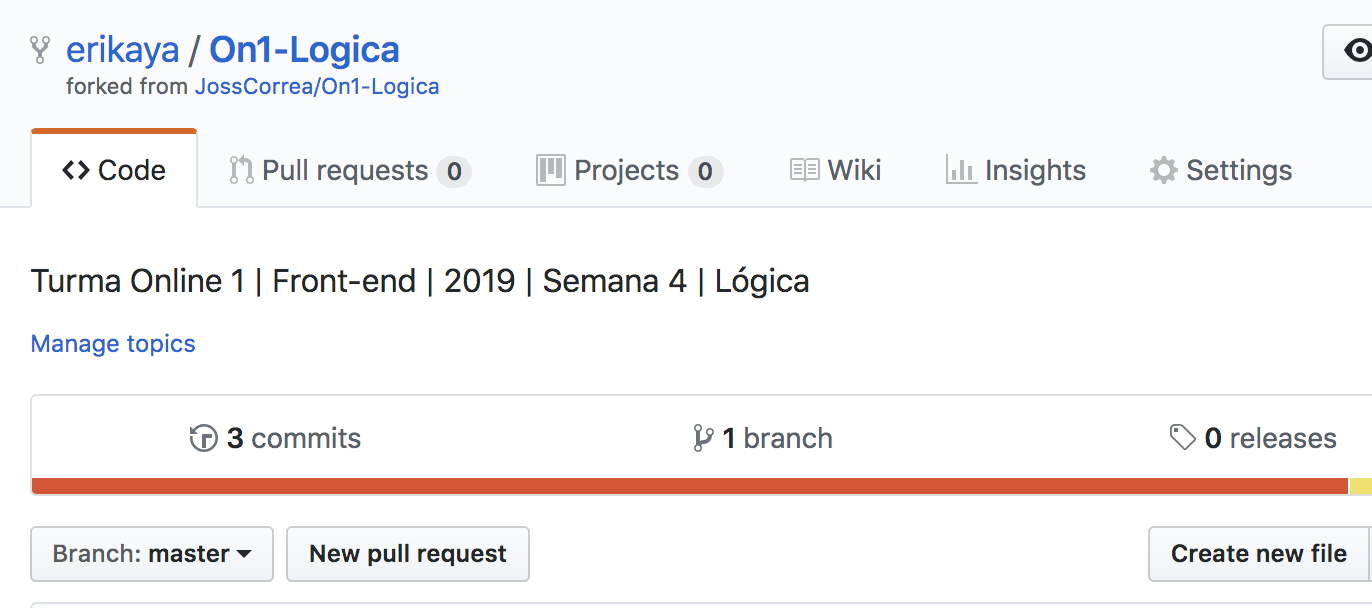 erikaya / On1-Logica
forked from JossCorrea/On1-Logica
Code Pull requests 0 Projects 0 Wiki Insights Settings
Turma Online 1 | Front-end | 2019 | Semana 4 | Lógica
Manage topics
3 commits 1 branch 0 releases
Branch: master New pull request Create new file